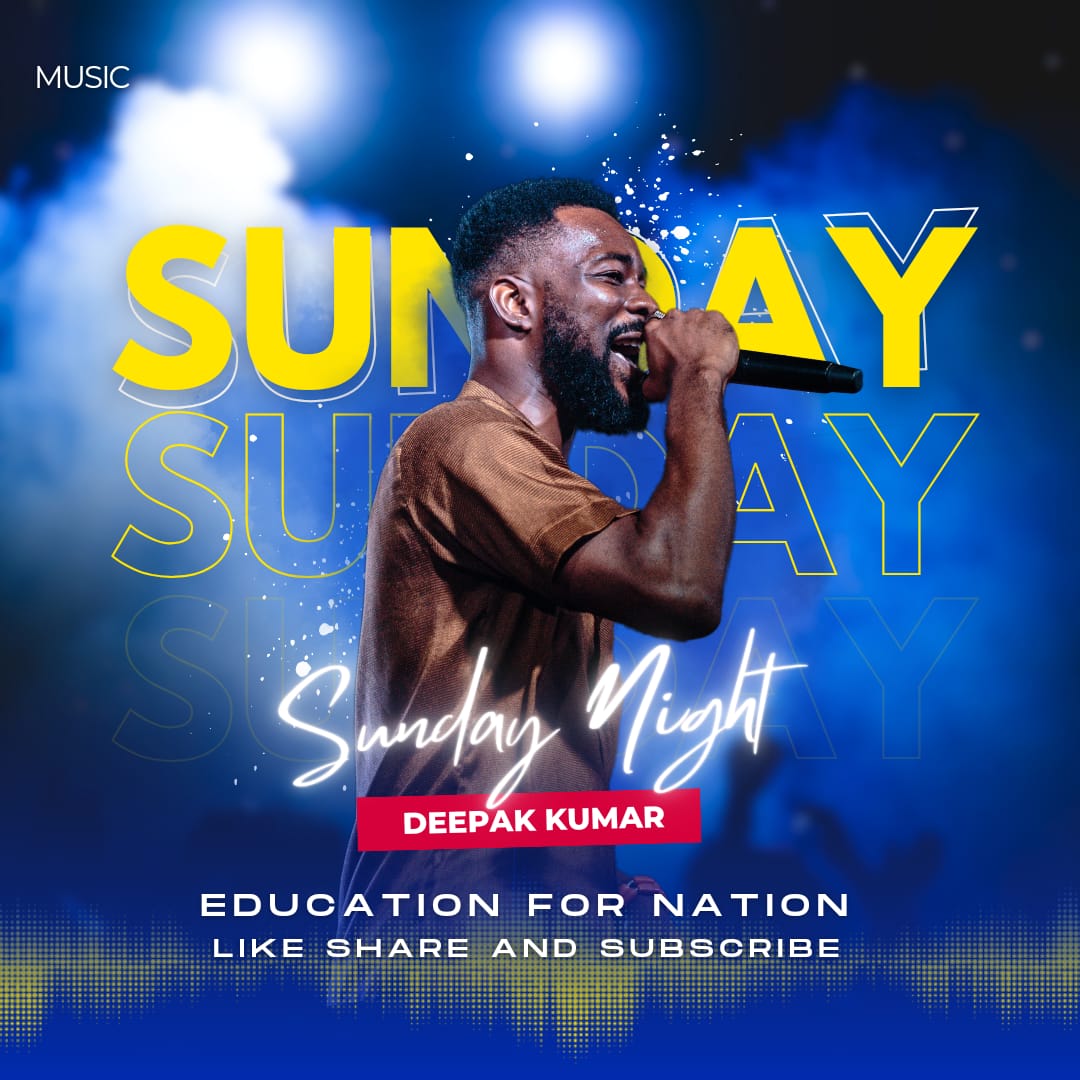 MUSIC
SUNDAY
SUNDAY
SUNDAY
Sunday Night
DEEPAK KUMAR
EDUCATION FOR NATION
LIKE SHARE AND SUBSCRIBE